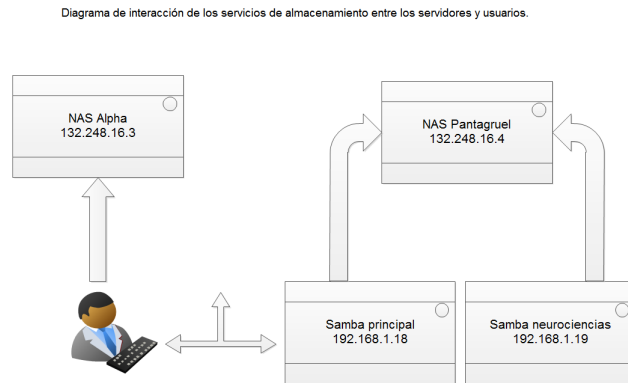 Diagrama de interacción de los servicios de almacenamiento entre los servidores y usuarios.
NAS Alpha
132.248.16.3
NAS Pantagruel
132.248.16.4
Samba principal
192.168.1.18
Samba neurociencias
192.168.1.19